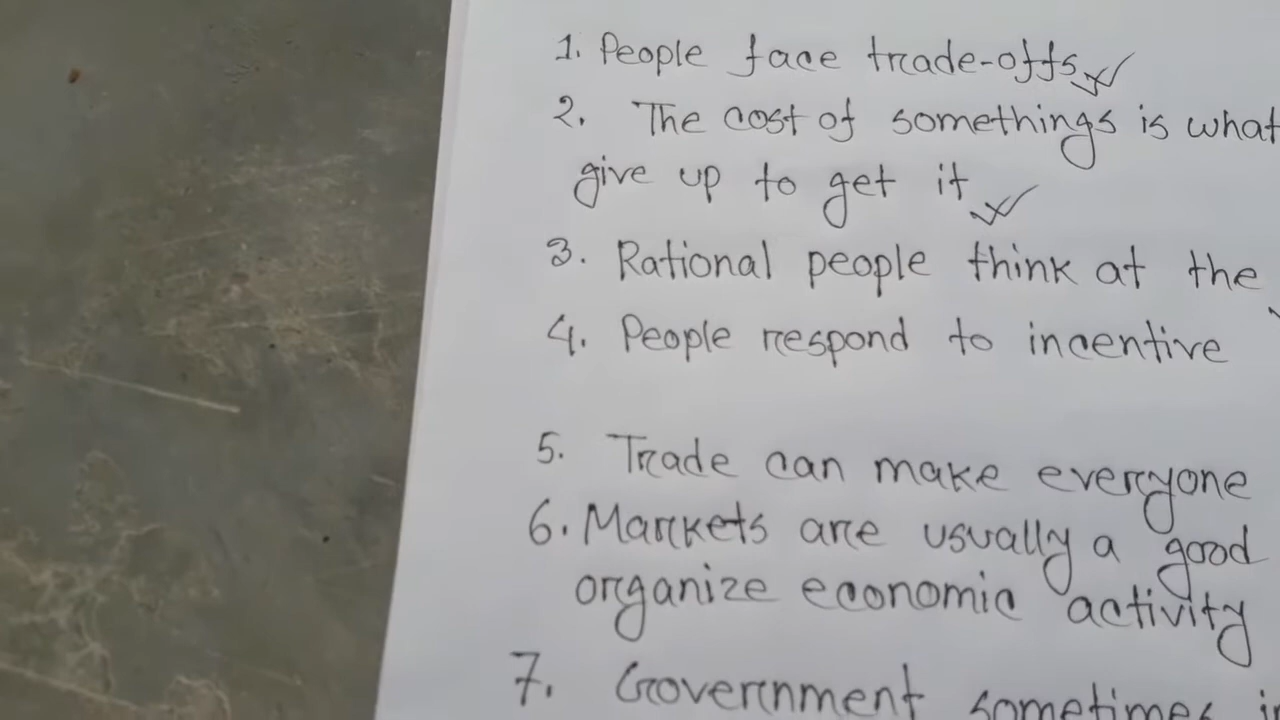 1. People face trade-offs
2. The cost of somethings is what
give up to get it
3. Rational people think at the
4. People respond to incentive
5. Trade can make everyone
6. Markets are usually a good
organize economic activity
7. Government sometimes